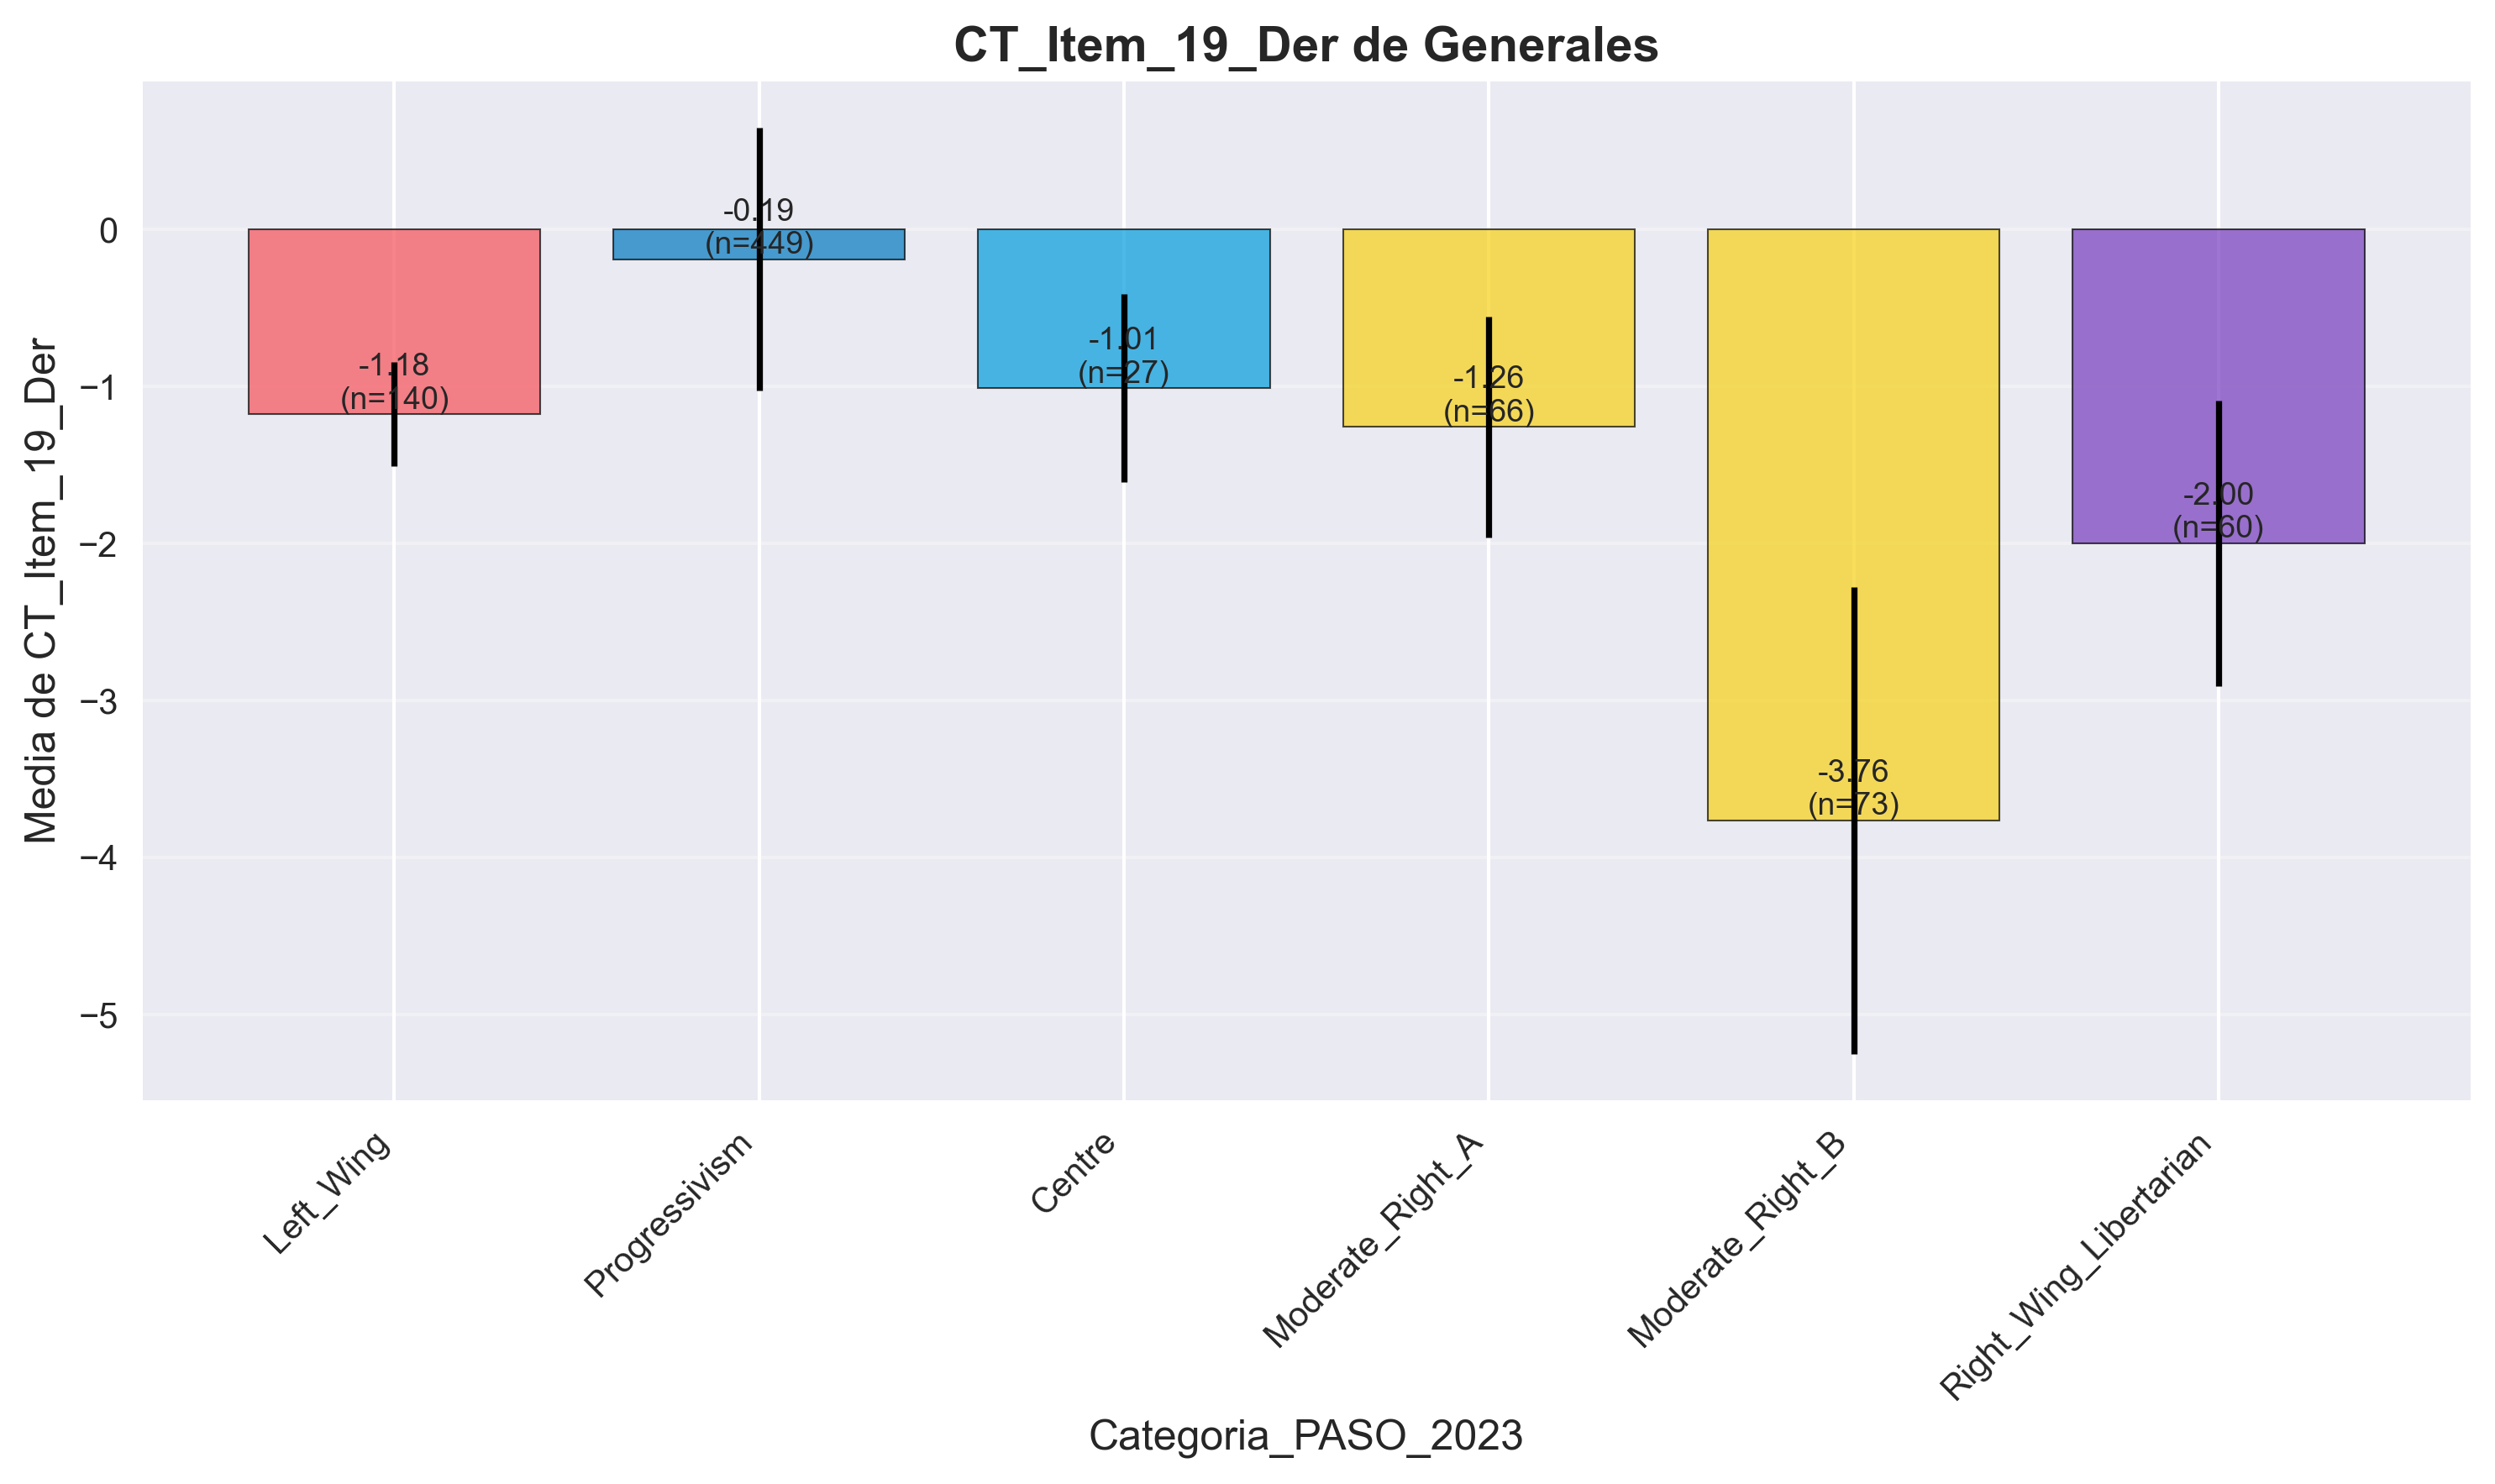 CT_Item_19_Der de Generales
Media de CT_Item_19_Der
0
−1
−2
−3
−4
−5
-1.18
(n=140)
-0.19
(n=449)
-1.01
(n=27)
-1.26
(n=66)
-3.76
(n=73)
-2.00
(n=60)
Left_Wing
Progressivism
Centre
Moderate_Right_A
Moderate_Right_B
Right_Wing_Libertarian
Categoria_PASO_2023